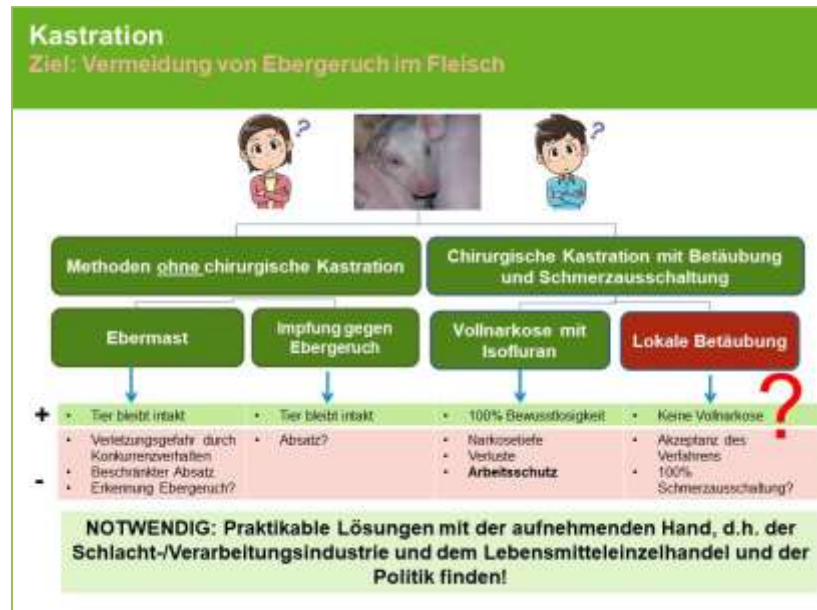 Kastration
Ziel: Vermeidung von Ebergeruch im Fleisch
?
?
Methoden ohne chirurgische Kastration
Chirurgische Kastration mit Betäubung
und Schmerzausschaltung
Ebermast
Impfung gegen
Ebergeruch
Vollnarkose mit
Isofluran
Lokale Betäubung
?
+
• Tier bleibt intakt
• Tier bleibt intakt
• 100% Bewusstlosigkeit
• Keine Vollnarkose
-
• Verletzungsgefahr durch
Konkurrenzverhalten
• Beschränkter Absatz
• Erkennung Ebergeruch?
• Absatz?
• Narkosetiefe
• Verluste
• Arbeitsschutz
• Akzeptanz des
Verfahrens
• 100%
Schmerzausschaltung?
NOTWENDIG: Praktikable Lösungen mit der aufnehmenden Hand, d.h. der
Schlacht-/Verarbeitungsindustrie und dem Lebensmitteleinzelhandel und der
Politik finden!